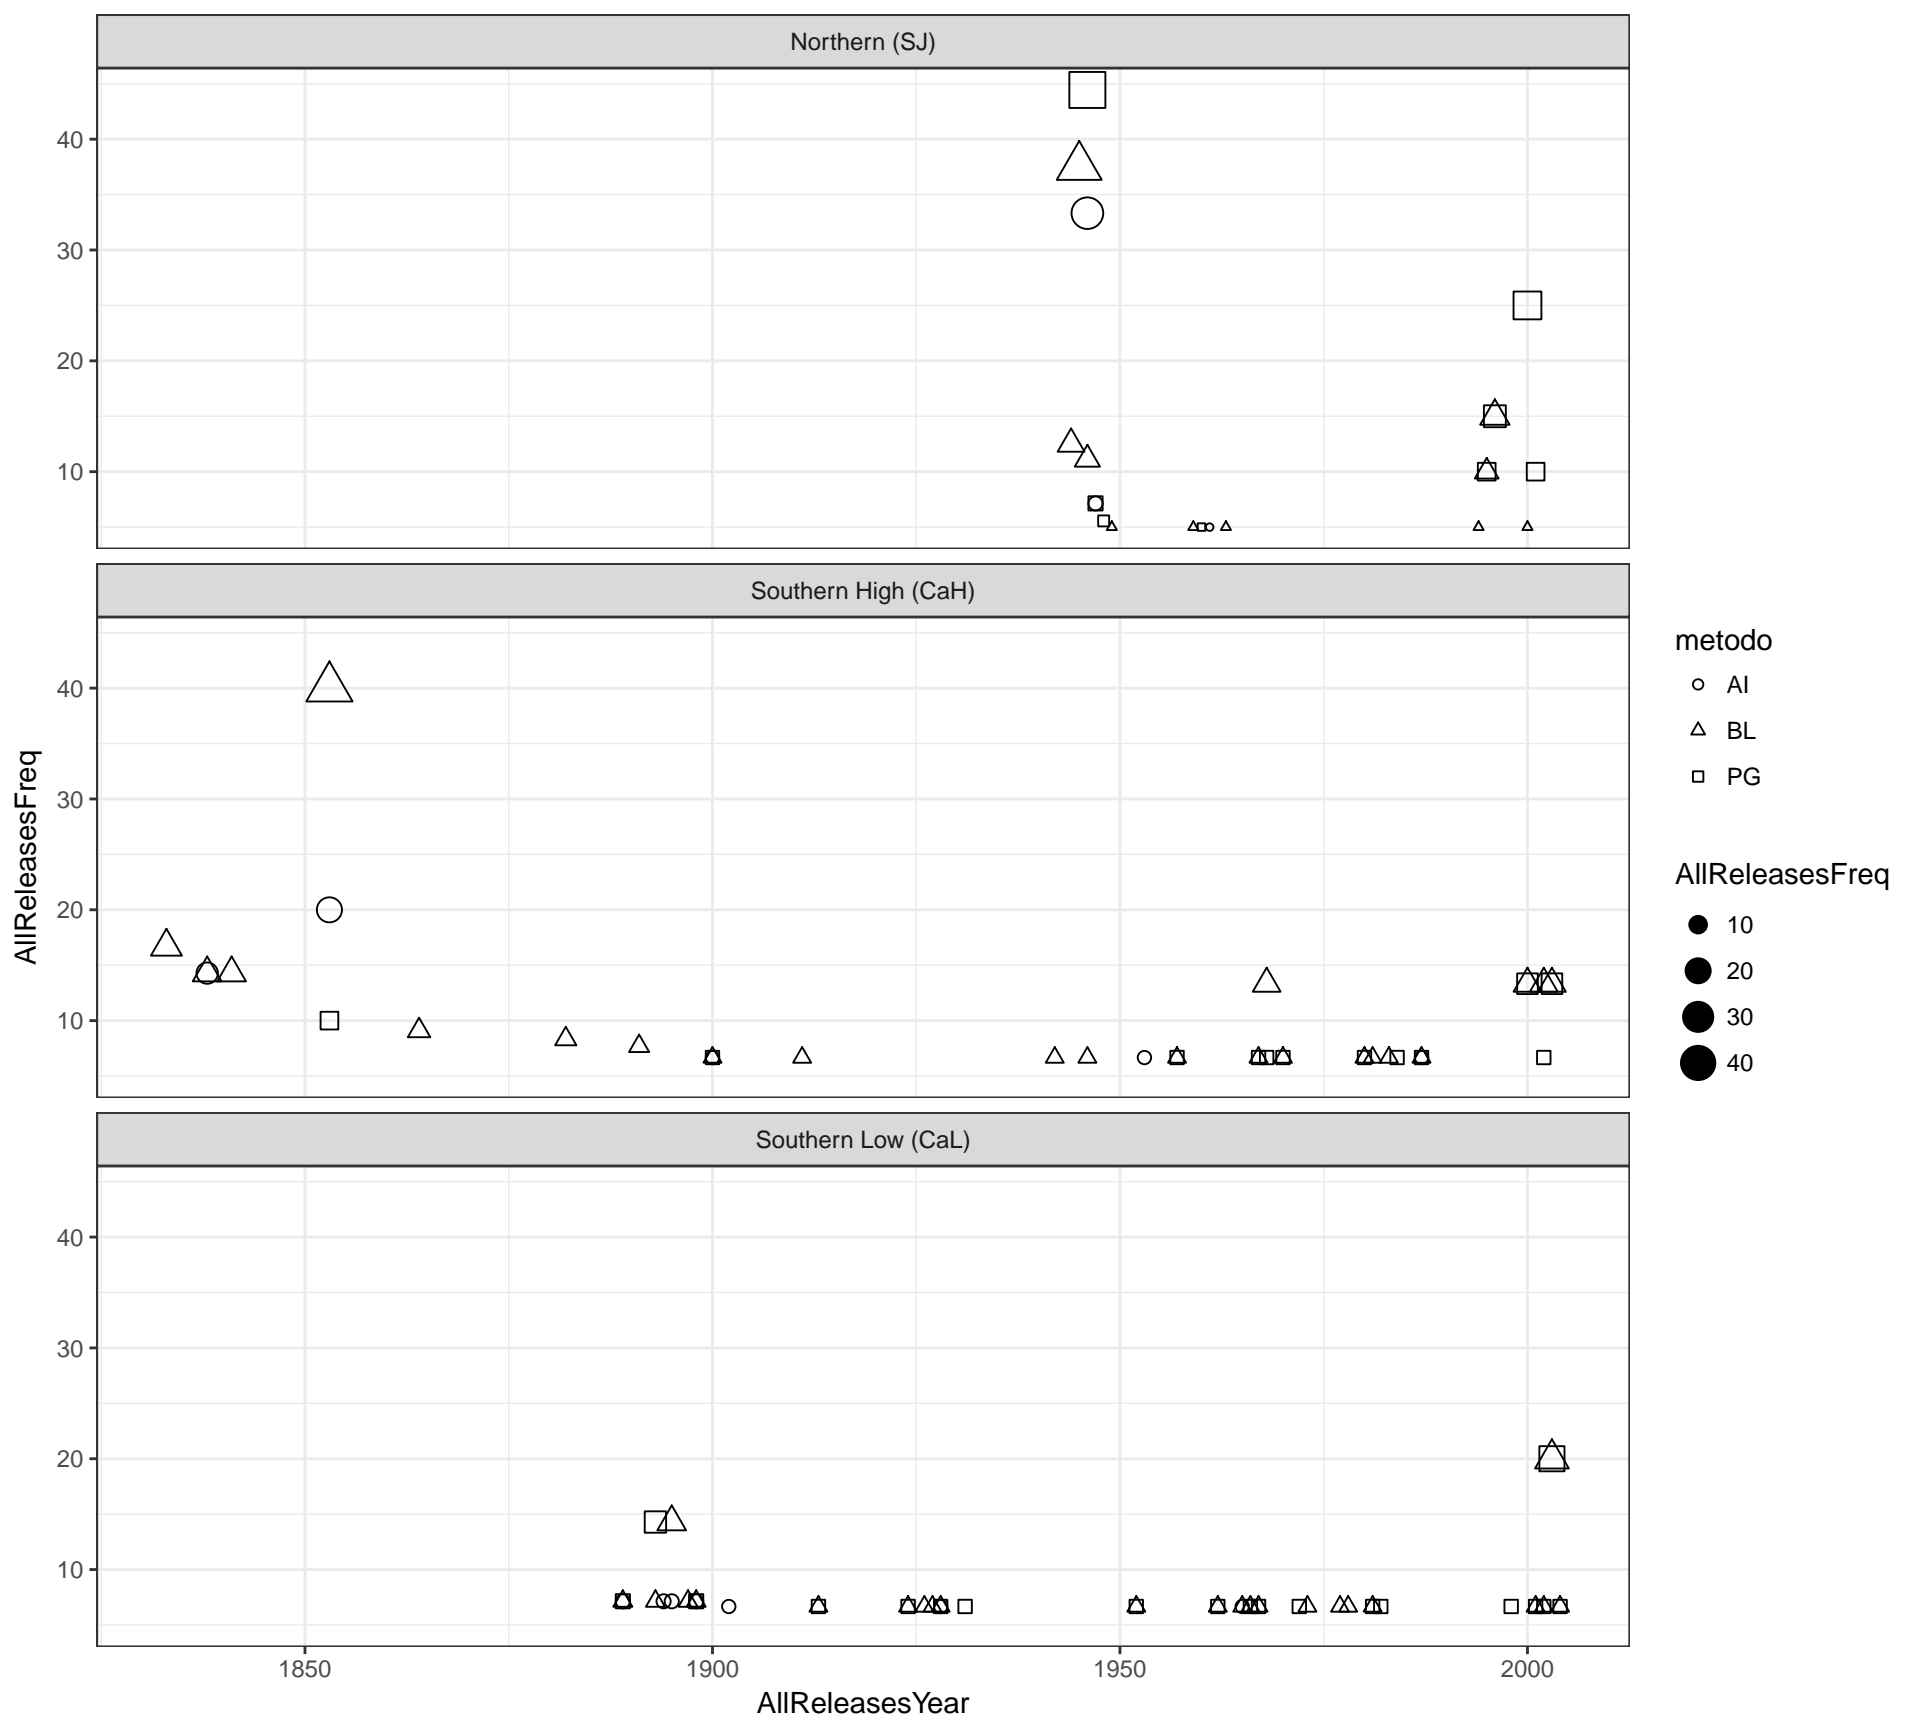 Northern (SJ)
40
30
20
10
Southern High (CaH)
40
30
20
10
Southern Low (CaL)
40
30
20
10
1850 1900 1950 2000
AllReleasesYear
AllReleasesFreq
metodo
AI
BL
PG
AllReleasesFreq
10
20
30
40